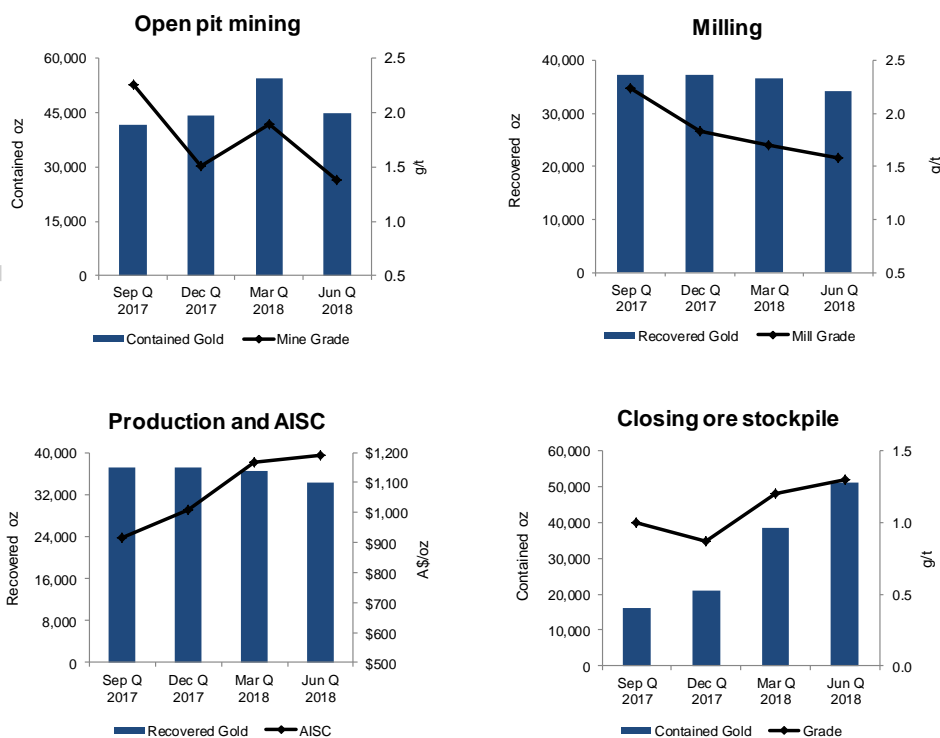 Open pit mining
60,000
45,000
30,000
15,000
0
Contained oz
2.5
2.0
1.5
1.0
0.5
g/t
Sep Q 2017
Dec Q 2017
Mar Q 2018
Jun Q 2018
Contained Gold
Mine Grade
Milling
40,000
30,000
20,000
10,000
0
Recovered oz
2.5
2.0
1.5
1.0
0.5
g/t
Sep Q 2017
Dec Q 2017
Mar Q 2018
Jun Q 2018
Recovered Gold
Mill Grade
Production and AISC
40,000
32,000
24,000
16,000
8,000
0
Recovered oz
$1,200
$1,100
$1,000
$900
$800
$700
$600
$500
A$/oz
Sep Q 2017
Dec Q 2017
Mar Q 2018
Jun Q 2018
Recovered Gold
AISC
Closing ore stockpile
60,000
50,000
40,000
30,000
20,000
10,000
0
Contained oz
1.5
1.0
0.5
0.0
g/t
Sep Q 2017
Dec Q 2017
Mar Q 2018
Jun Q 2018
Contained Gold
Grade